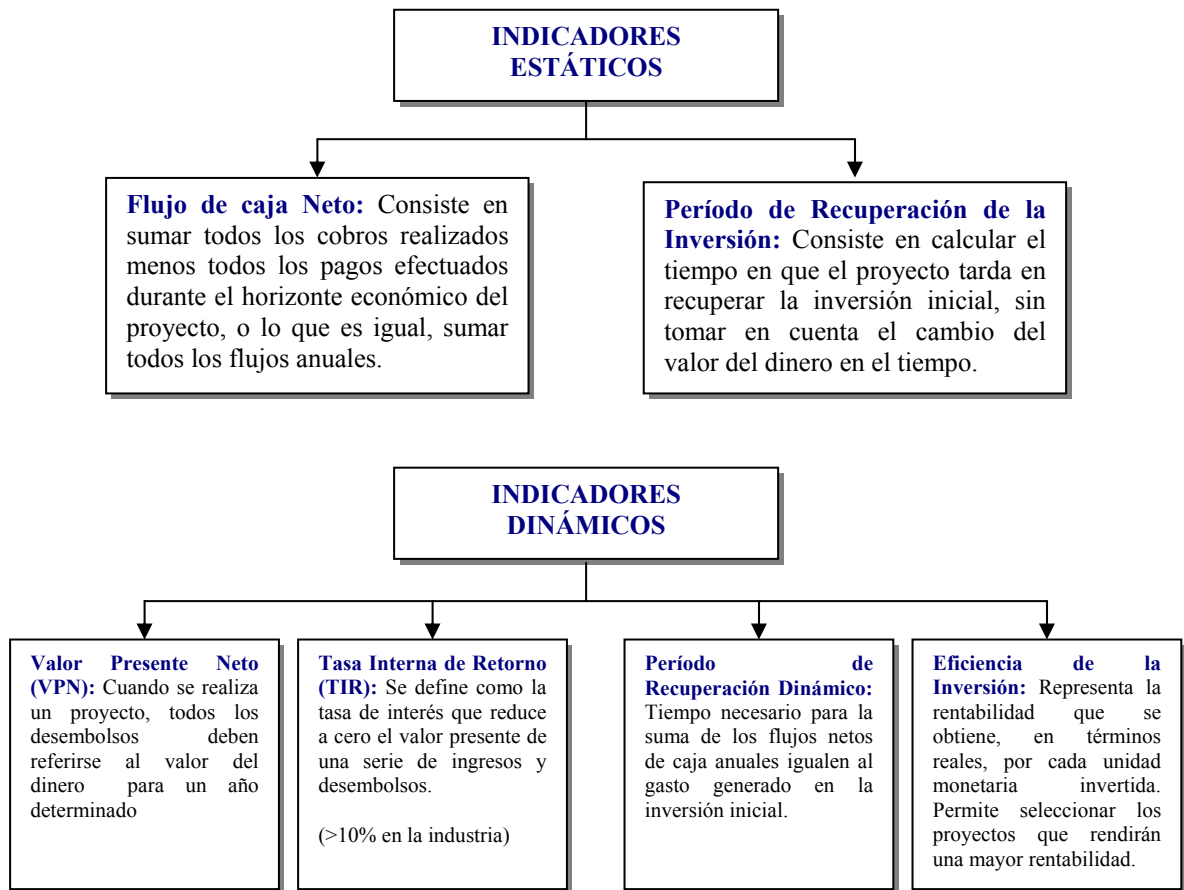 INDICADORES
ESTÁTICOS
Flujo de caja Neto: Consiste en
sumar todos los cobros realizados
menos todos los pagos efectuados
durante el horizonte económico del
proyecto, o lo que es igual, sumar
todos los flujos anuales.
Período de Recuperación de la
Inversión: Consiste en calcular el
tiempo en que el proyecto tarda en
recuperar la inversión inicial, sin
tomar en cuenta el cambio del
valor del dinero en el tiempo.
INDICADORES
DINÁMICOS
Valor Presente Neto
(VPN): Cuando se realiza
un proyecto, todos los
desembolsos deben
referirse al valor del
dinero para un año
determinado
Tasa Interna de Retorno
(TIR): Se define como la
tasa de interés que reduce
a cero el valor presente de
una serie de ingresos y
desembolsos.
(>10% en la industria)
Período de
Recuperación Dinámico:
Tiempo necesario para la
suma de los flujos netos
de caja anuales igualen al
gasto generado en la
inversión inicial.
Eficiencia de la
Inversión: Representa la
rentabilidad que se
obtiene, en términos
reales, por cada unidad
monetaria invertida.
Permite seleccionar los
proyectos que rendirán
una mayor rentabilidad.